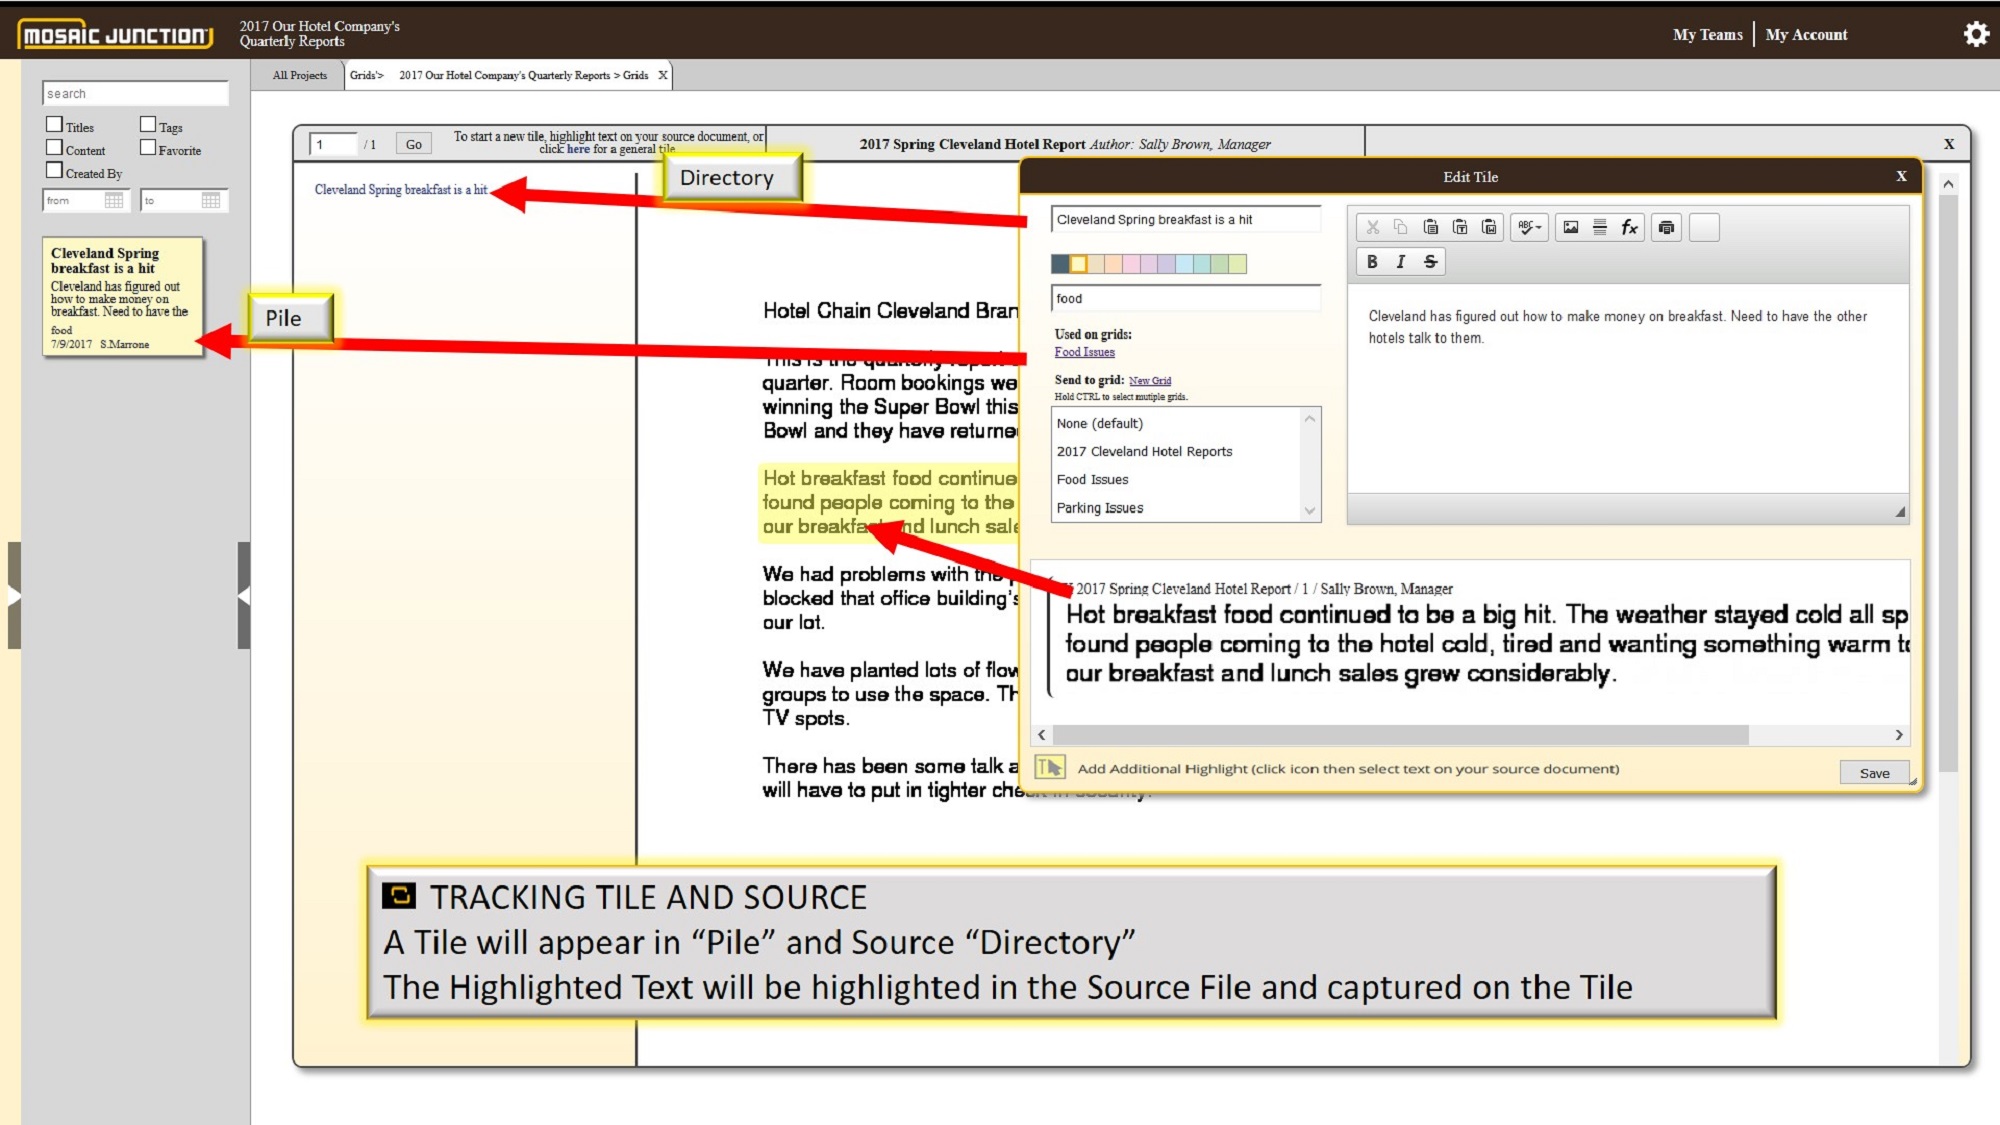 MOSAIC JUNCTION
2017 Our Hotel Company's
Quarterly Reports
My Teams
My Account
All Projects
Grids'>
2017 Our Hotel Company's Quarterly Reports > Grids X
search
Titles
Tags
Content
Favorite
Created By
from
to
Cleveland Spring
breakfast is a hit
Cleveland has figured out
how to make money on
breakfast. Need to have the
food
7/9/2017 S.Marrone
Pile
1 / 1 Go
To start a new tile, highlight text on your source document, or
click here for a general tile
2017 Spring Cleveland Hotel Report Author: Sally Brown, Manager
X
Cleveland Spring breakfast is a hit
Directory
Hotel Chain Cleveland Bran
This is the quarterly
quarter. Room bookings we
winning the Super Bowl this
Bowl and they have returne
Hot breakfast food continue
found people coming to the
our breakfast and lunch sale
We had problems with the
blocked that office building's
our lot.
We have planted lots of flow
groups to use the space. Th
TV spots.
There has been some talk a
will have to put in tighter check in security.
Edit Tile
X
Cleveland Spring breakfast is a hit
food
Used on grids:
Food Issues
Send to grid: New Grid
Hold CTRL to select mutiple grids.
None (default)
2017 Cleveland Hotel Reports
Food Issues
Parking Issues
ABC
fx
B I S
Cleveland has figured out how to make money on breakfast. Need to have the other
hotels talk to them.
2017 Spring Cleveland Hotel Report / 1 / Sally Brown, Manager
Hot breakfast food continued to be a big hit. The weather stayed cold all sp
found people coming to the hotel cold, tired and wanting something warm to
our breakfast and lunch sales grew considerably.
T
Add Additional Highlight (click icon then select text on your source document)
Save
TRACKING TILE AND SOURCE
A Tile will appear in “Pile” and Source “Directory”
The Highlighted Text will be highlighted in the Source File and captured on the Tile